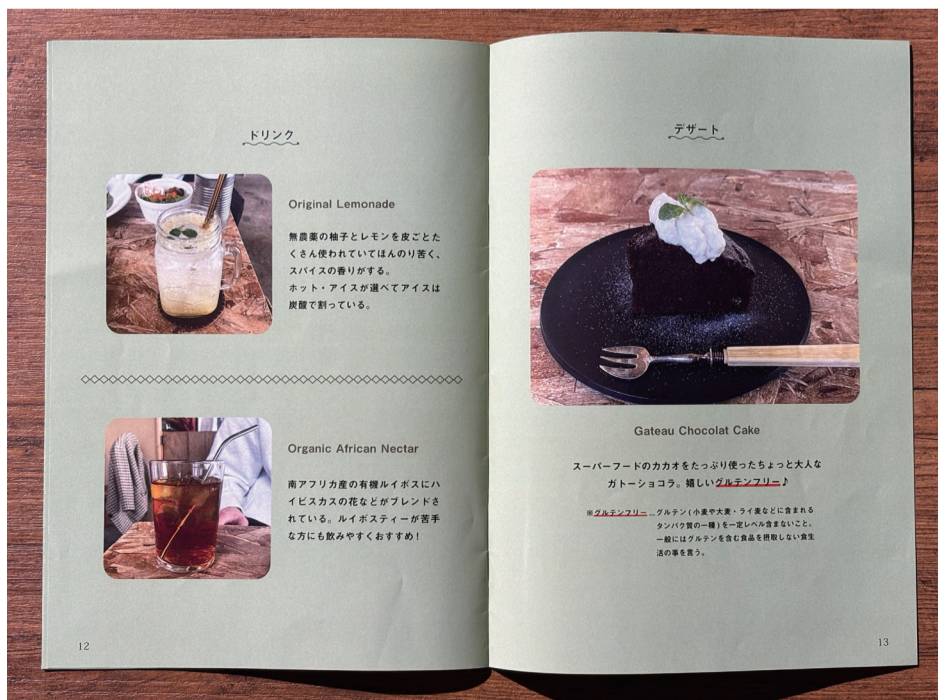 ドリンク
Original Lemonade
無農薬の柚子とレモンを皮ごとた
くさん使われていてほんのり苦く、
スパイスの香りがする。
ホット・アイスが選べてアイスは
炭酸で割っている。
Organic African Nectar
南アフリカ産の有機ルイボスにハ
イビスカスの花などがブレンドさ
れている。ルイボスティーが苦手
な方にも飲みやすくおすすめ！
12
デザート
Gateau Chocolat Cake
スーパーフードのカカオをたっぷり使ったちょっと大人な
ガトーショコラ。嬉しいグルテンフリー♪
※グルテンフリー…グルテン(小麦や大麦・ライ麦などに含まれる
タンパク質の一種)を一定レベル含まないこと。
一般にはグルテンを含む食品を摂取しない食生
活の事を言う。
13